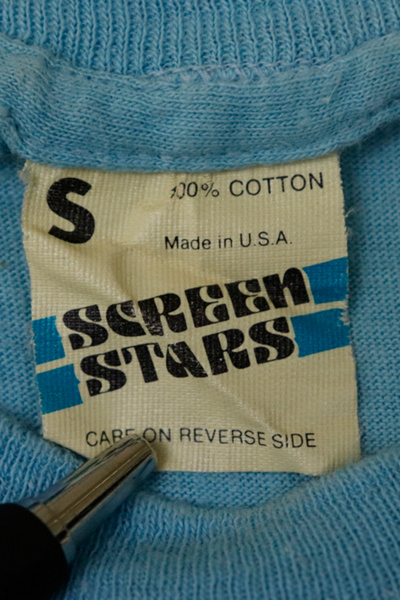 S
100% COTTON
Made in U.S.A.
SCREEN
STARS
CARE ON REVERSE SIDE